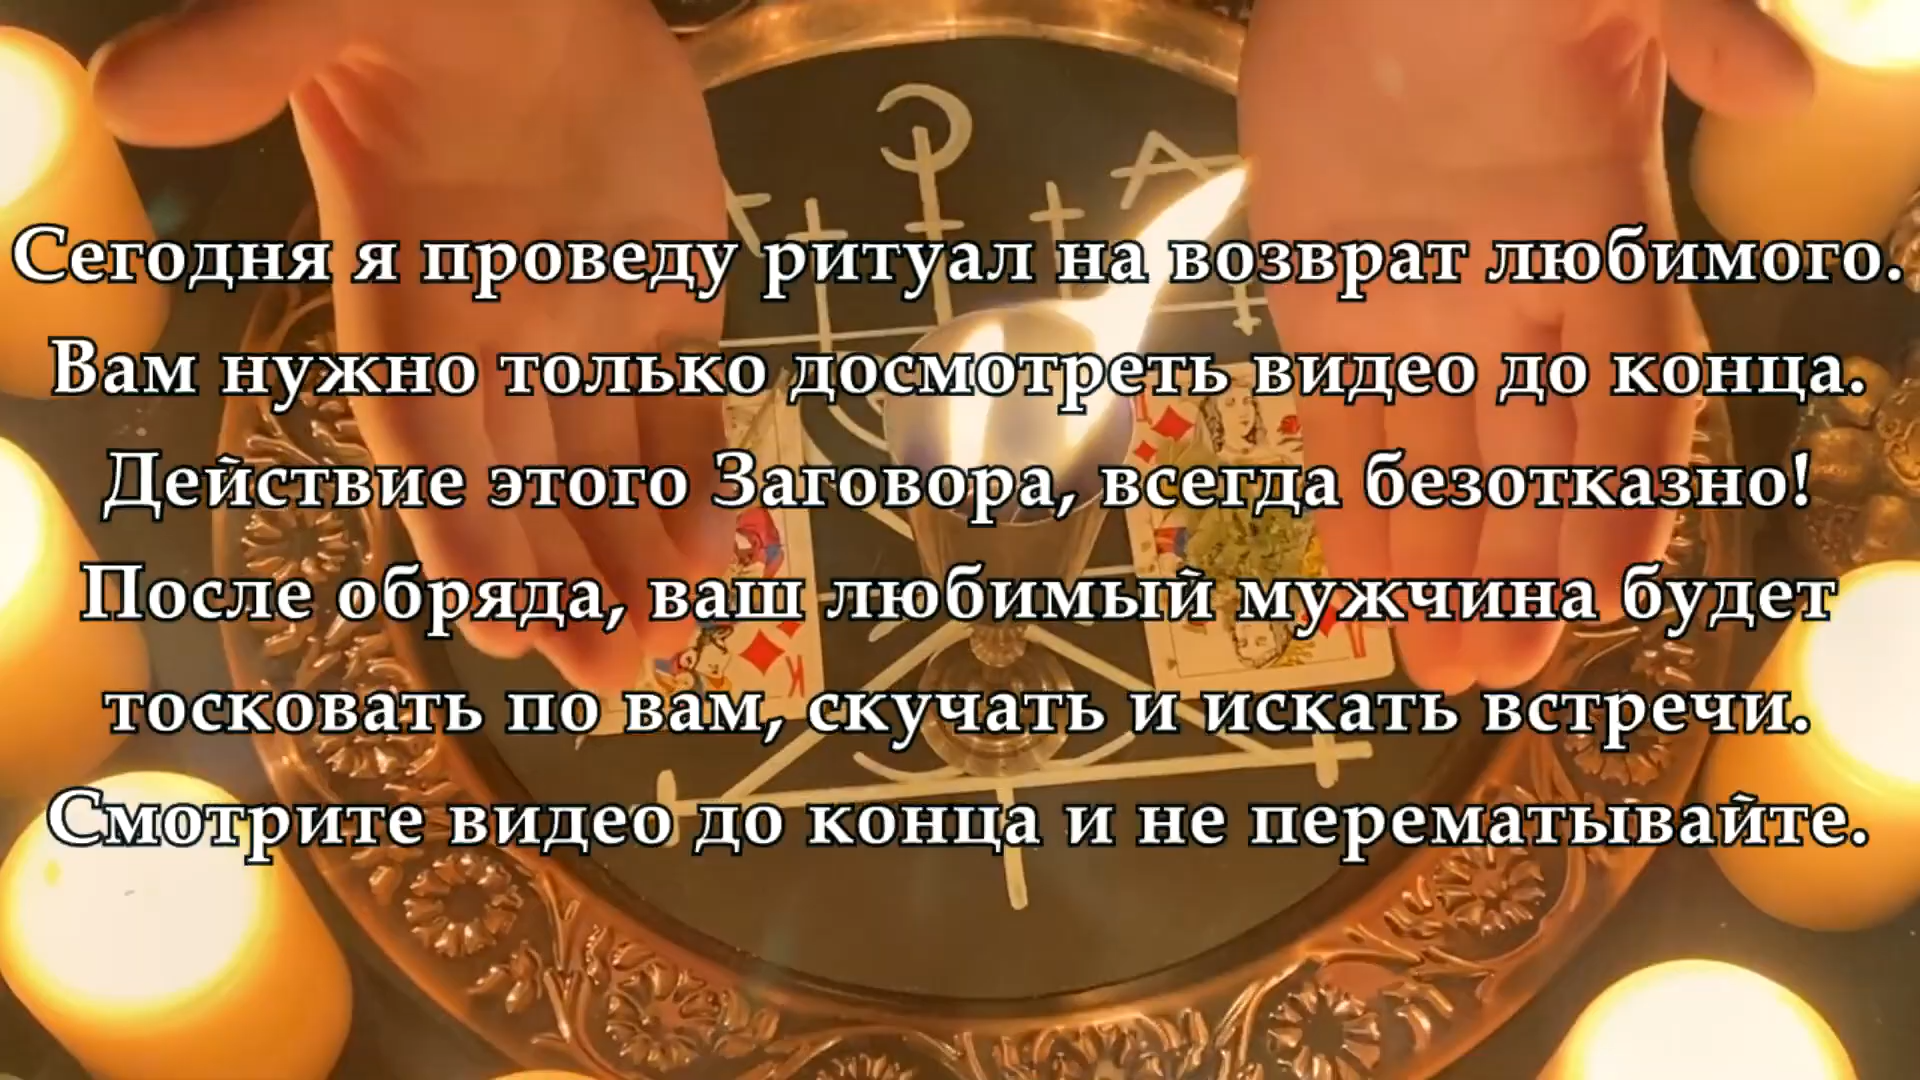 Сегодня я проведу ритуал на возврат любимого.
Вам нужно только досмотреть видео до конца.
Действие этого Заговора, всегда безотказно!
После обряда, ваш любимый мужчина будет
тосковать по вам, скучать и искать встречи.
Смотрите видео до конца и не перематывайте.